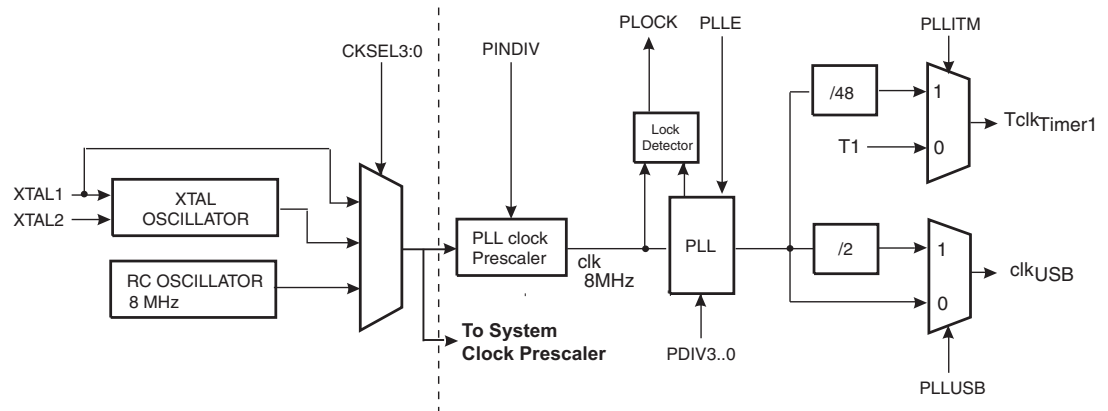 PLOCK
PLLE
PLLITM
CKSEL3:0
PINDIV
/48
1
TclkTimer1
Lock
Detector
T1
0
XTAL1
XTAL2
XTAL
OSCILLATOR
PLL clock
Prescaler
clk
8MHz
PLL
/2
1
clkUSB
0
RC OSCILLATOR
8 MHz
To System
Clock Prescaler
PDIV3..0
PLLUSB